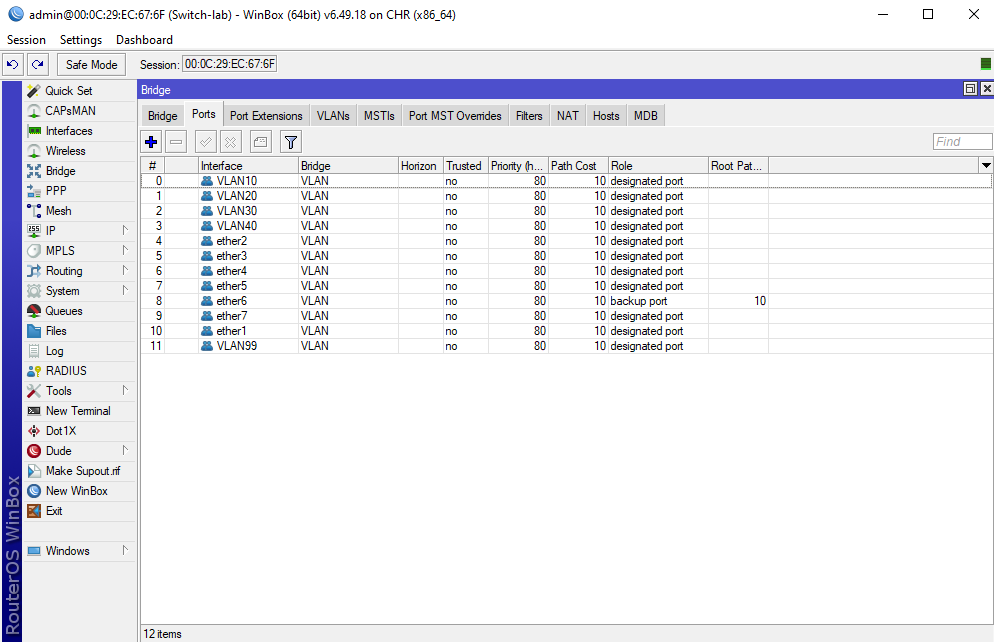 admin@00:0C:29:EC:67:6F (Switch-lab) - WinBox (64bit) v6.49.18 on CHR (x86_64)
Session Settings Dashboard
Safe Mode Session: 00:0C:29:EC:67:6F
Quick Set
CAPsMAN
Interfaces
Wireless
Bridge
PPP
Mesh
IP
MPLS
Routing
System
Queues
Files
Log
RADIUS
Tools
New Terminal
Dot1X
Dude
Make Supout.rif
New WinBox
Exit
Windows
RouterOS WinBox
Bridge
Bridge Ports Port Extensions VLANs MSTIs Port MST Overrides Filters NAT Hosts MDB
Find
# Interface Bridge Horizon Trusted Priority (h... Path Cost Role Root Pat...
0 VLAN10 VLAN no 80 10 designated port
1 VLAN20 VLAN no 80 10 designated port
2 VLAN30 VLAN no 80 10 designated port
3 VLAN40 VLAN no 80 10 designated port
4 ether2 VLAN no 80 10 designated port
5 ether3 VLAN no 80 10 designated port
6 ether4 VLAN no 80 10 designated port
7 ether5 VLAN no 80 10 designated port
8 ether6 VLAN no 80 10 backup port 10
9 ether7 VLAN no 80 10 designated port
10 ether1 VLAN no 80 10 designated port
11 VLAN99 VLAN no 80 10 designated port
12 items